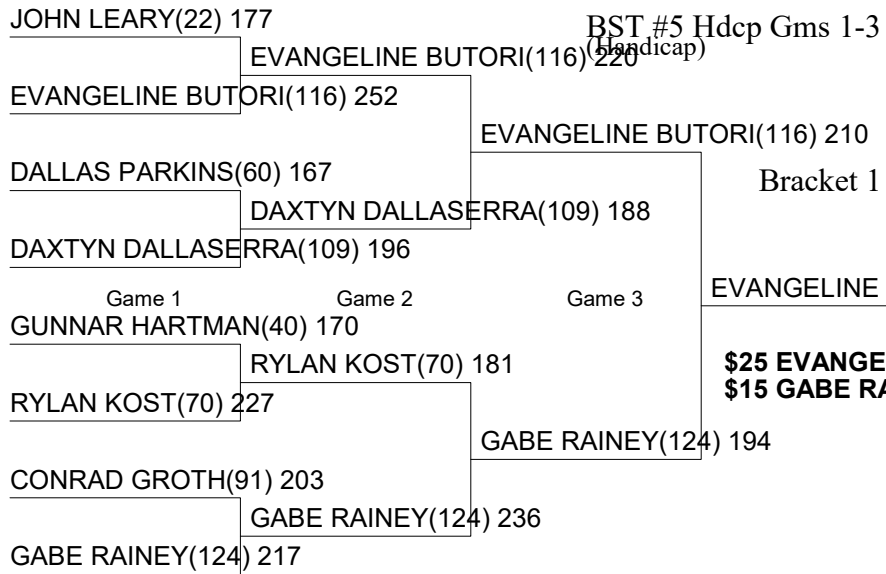 JOHN LEARY(22) 177
BST #5 Hdcp Gms 1-3
(Handicap)
EVANGELINE BUTORI(116) 220
EVANGELINE BUTORI(116) 252
EVANGELINE BUTORI(116) 210
DALLAS PARKINS(60) 167
Bracket 1
DAXTYN DALLASERRA(109) 188
DAXTYN DALLASERRA(109) 196
Game 1
Game 2
Game 3
EVANGELINE
GUNNAR HARTMAN(40) 170
RYLAN KOST(70) 181
$25 EVANGE
$15 GABE RA
RYLAN KOST(70) 227
GABE RAINEY(124) 194
CONRAD GROTH(91) 203
GABE RAINEY(124) 236
GABE RAINEY(124) 217